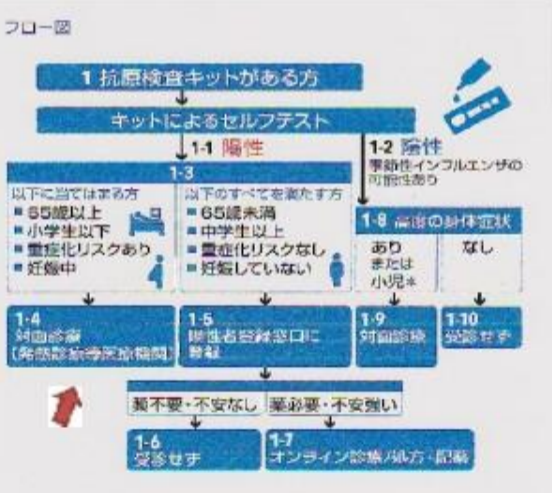 フロー図
1 抗原検査キットがある方
キットによるセルフテスト
1-1 陽性
1-2 陰性
季節性インフルエンザの
可能性あり
1-3
以下に当てはまる方
■ 65歳以上
■ 小学生以下
■ 重症化リスクあり
■ 妊娠中
以下のすべてを満たす方
■ 65歳未満
■ 中学生以上
■ 重症化リスクなし
■ 妊娠していない
1-8 高度の身体症状
あり
または
小児*
なし
1-4
対面診療
(発熱診療等医療機関)
1-5
陽性者登録窓口に
登録
1-9
対面診療
1-10
受診せず
薬不要・不安なし
薬必要・不安強い
1-6
受診せず
1-7
オンライン診療/処方・配薬